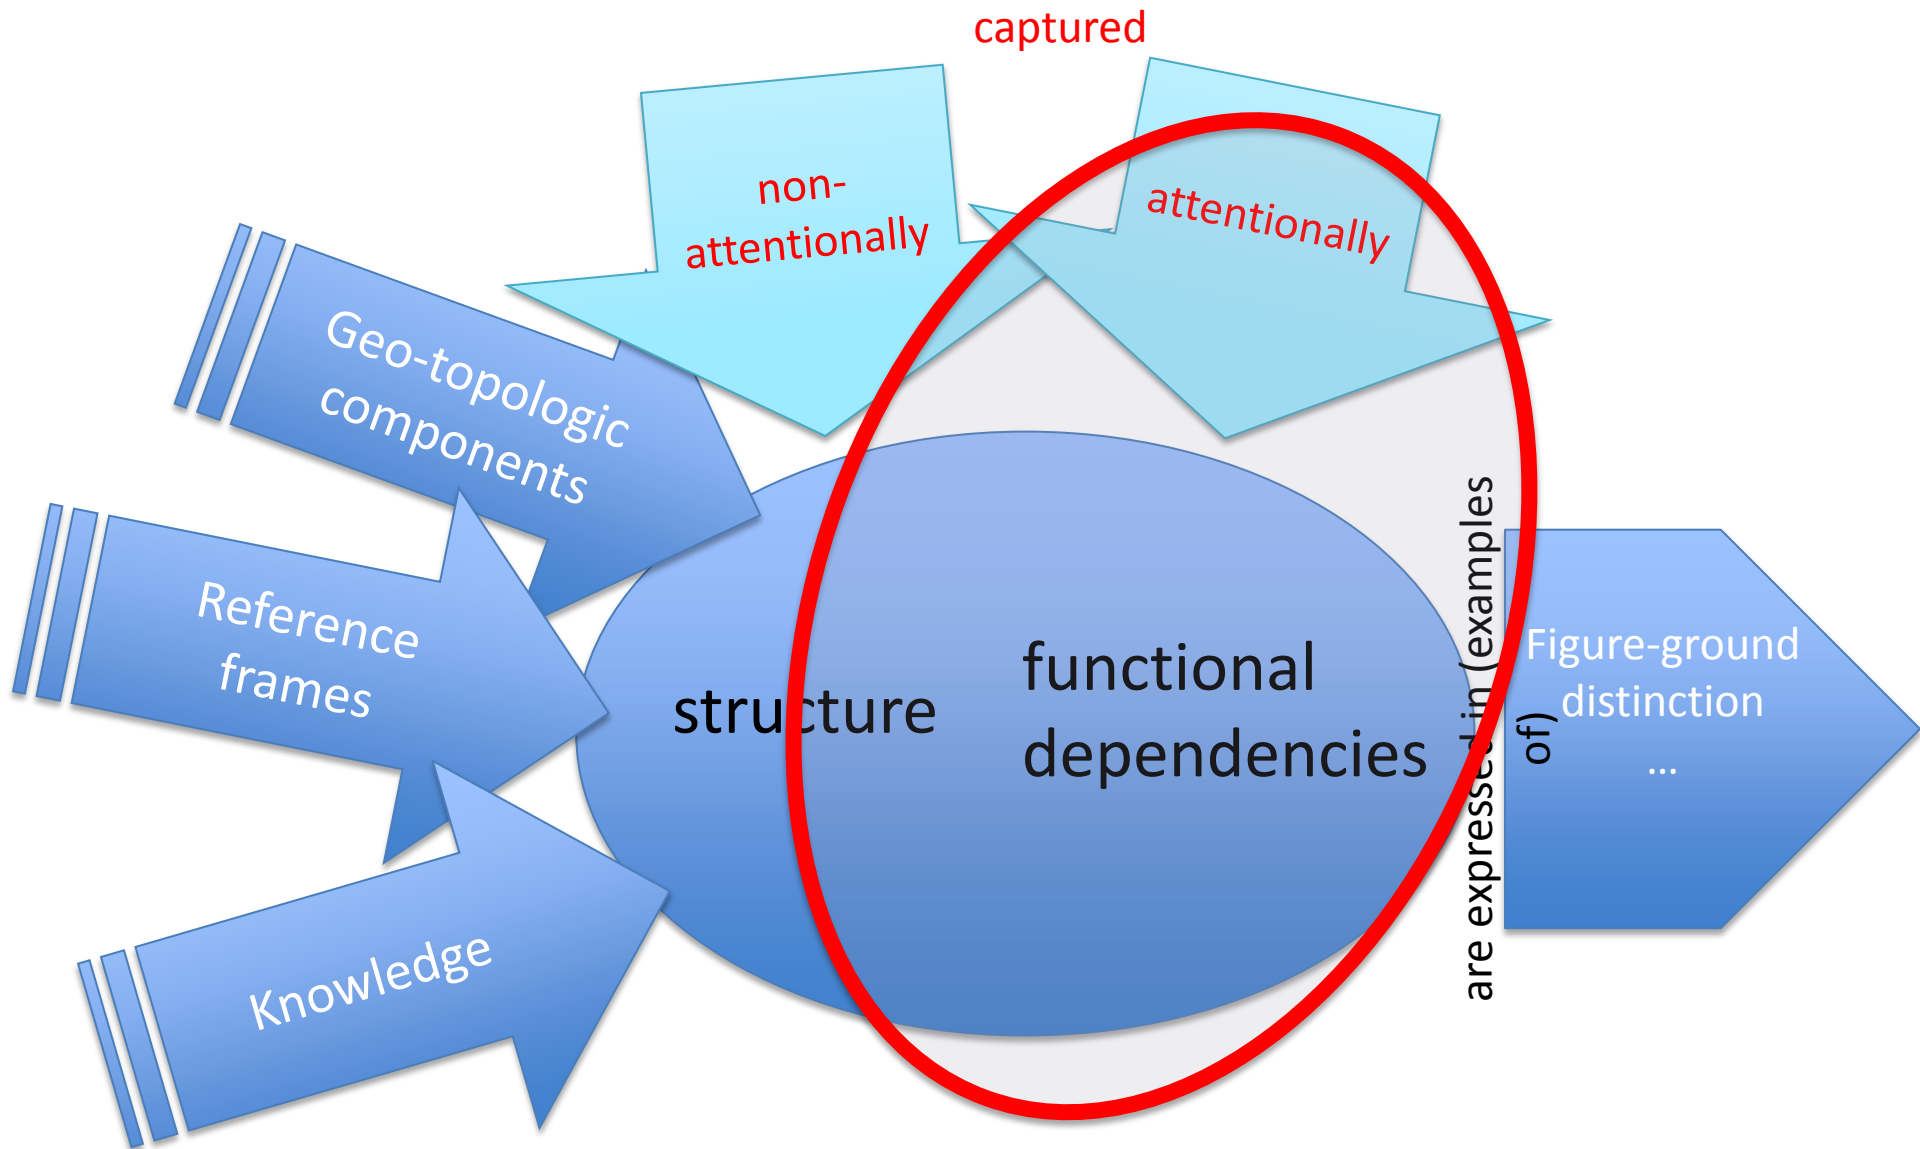 captured
non-
attentionally
attentionally
Geo-topologic
components
Reference
frames
Knowledge
structure
functional
dependencies
are expressed in (examples
of)
Figure-ground
distinction
...